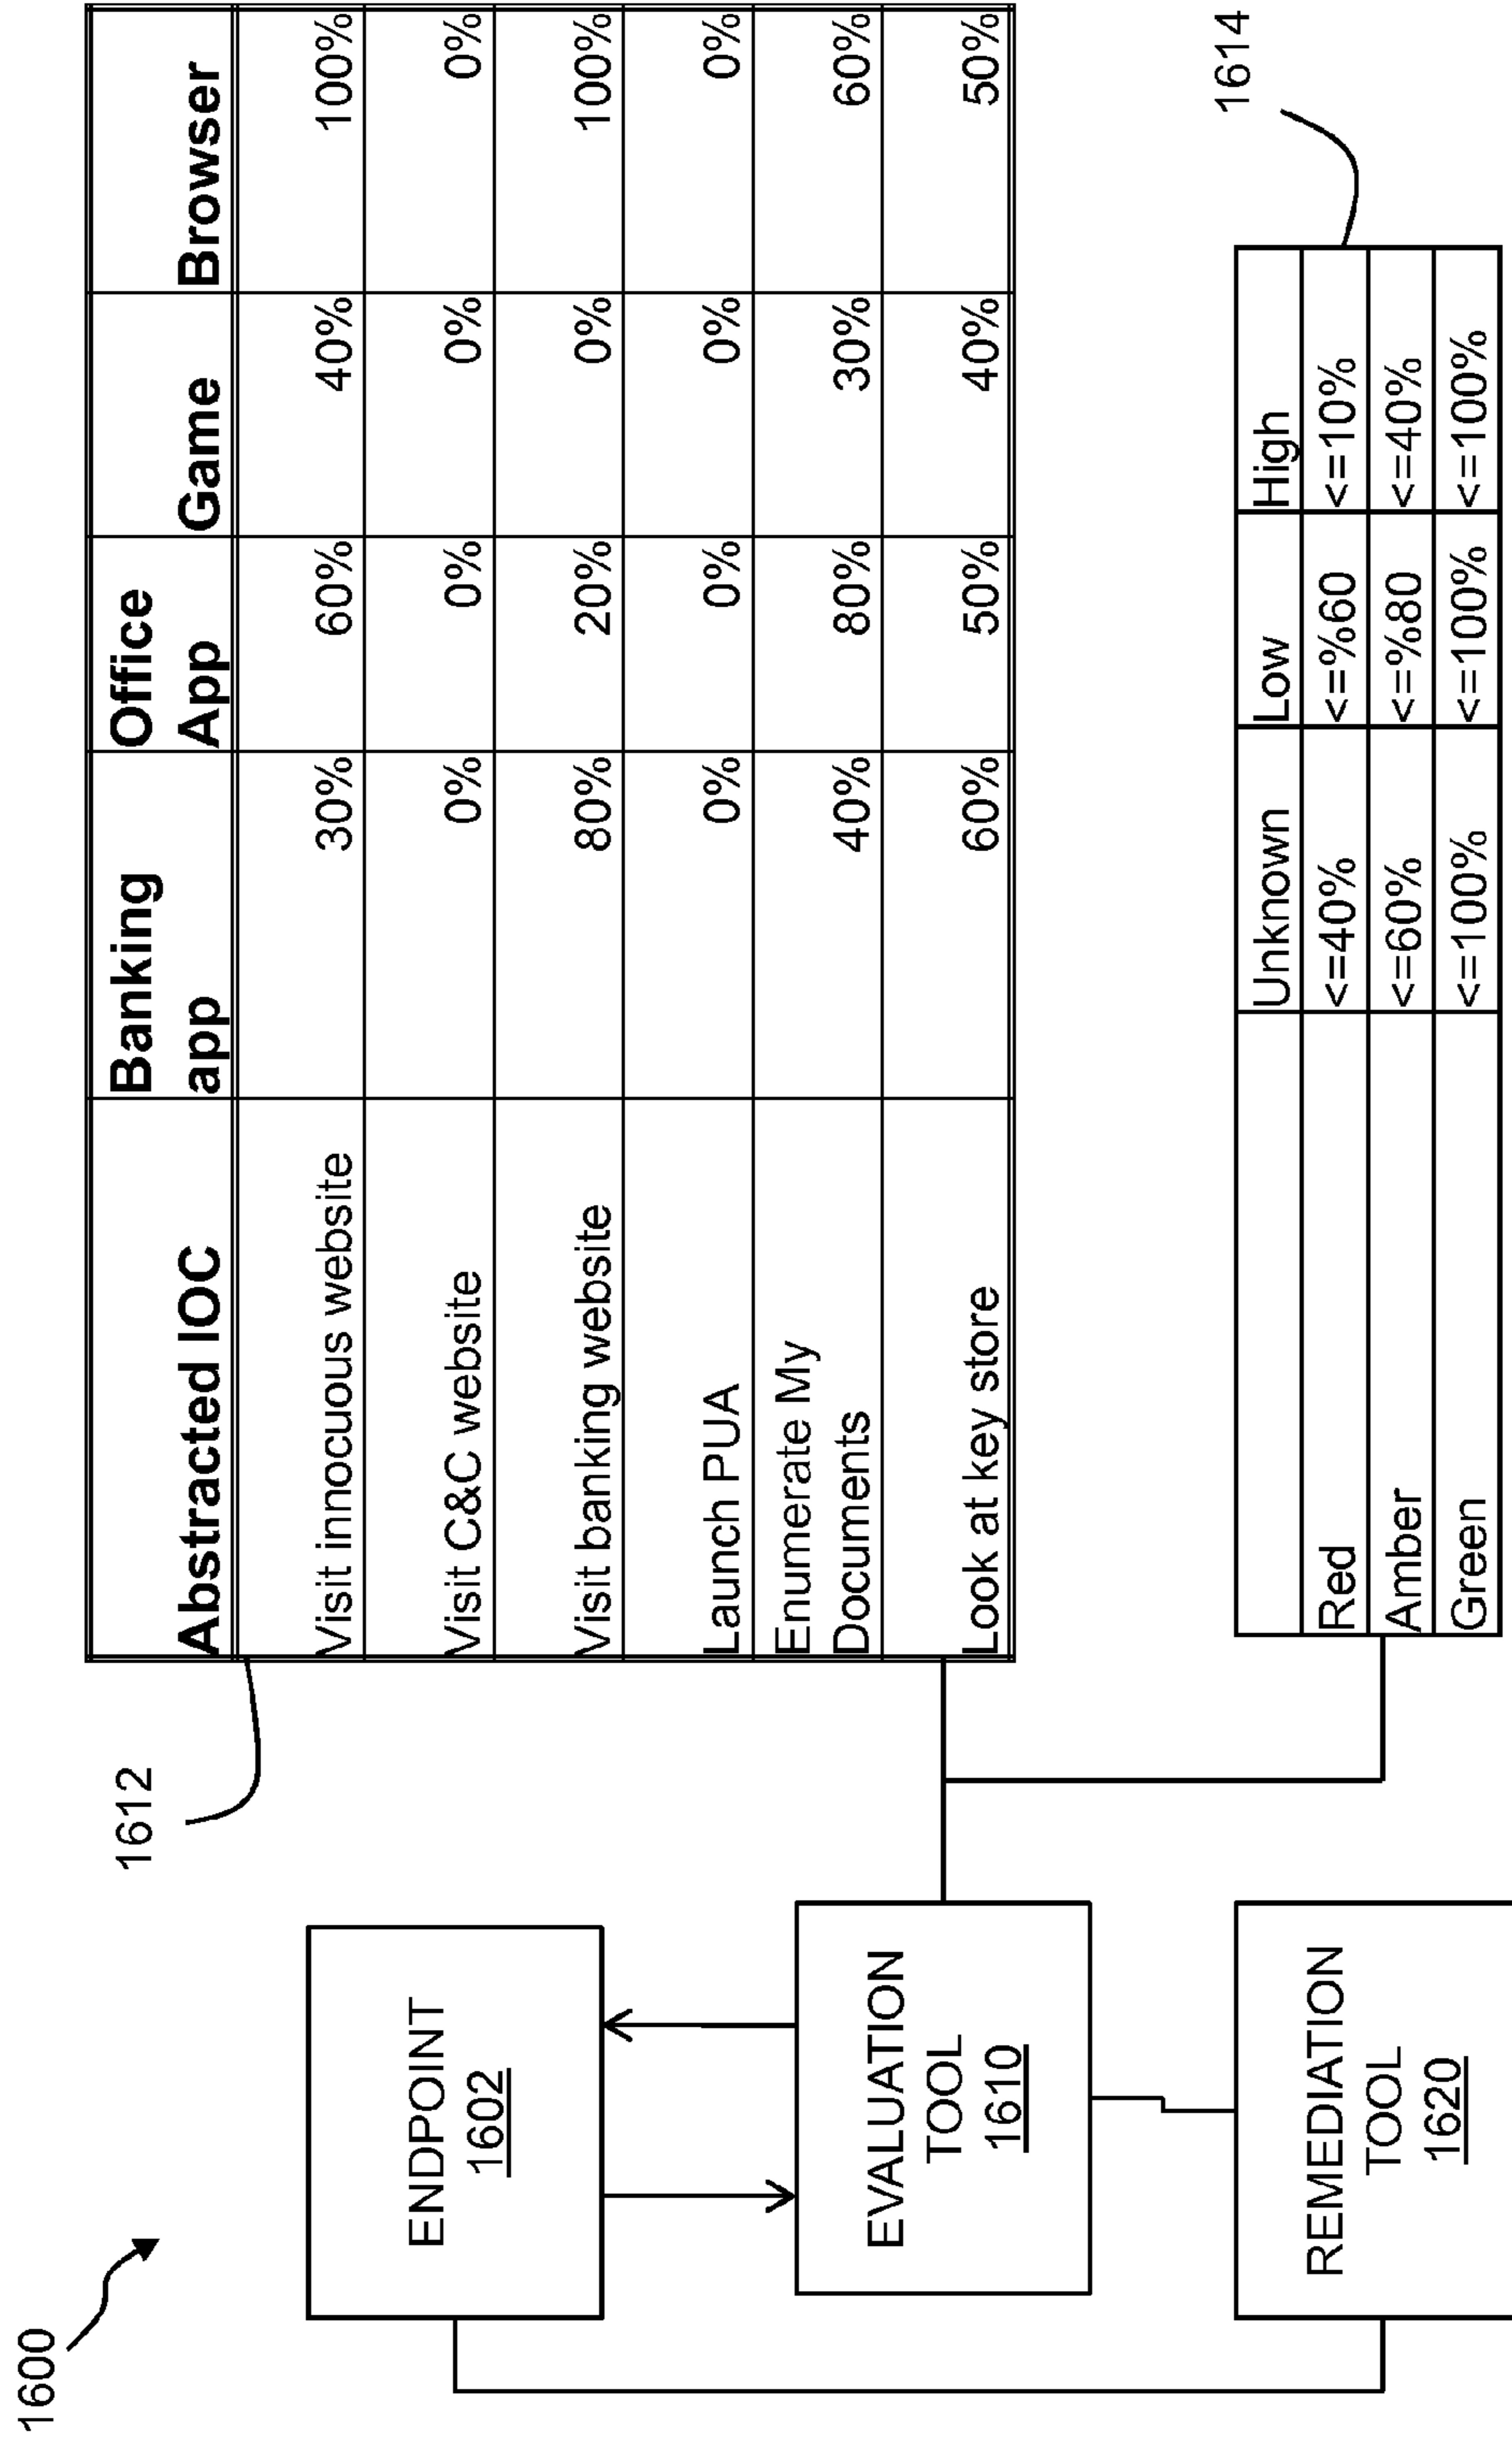 1600
ENDPOINT
1602
EVALUATION
TOOL
1610
REMEDIATION
TOOL
1620
1612
Abstracted IOC Banking app Office App Game Browser
Visit innocuous website 30% 60% 40% 100%
Visit C&C website 0% 0% 0% 0%
Visit banking website 80% 20% 0% 100%
Launch PUA 0% 0% 0% 0%
Enumerate My
Documents 40% 80% 30% 60%
Look at key store 60% 50% 40% 50%
1614
Unknown Low High
Red <=40% <=%60 <=10%
Amber <=60% <=%80 <=40%
Green <=100% <=100% <=100%